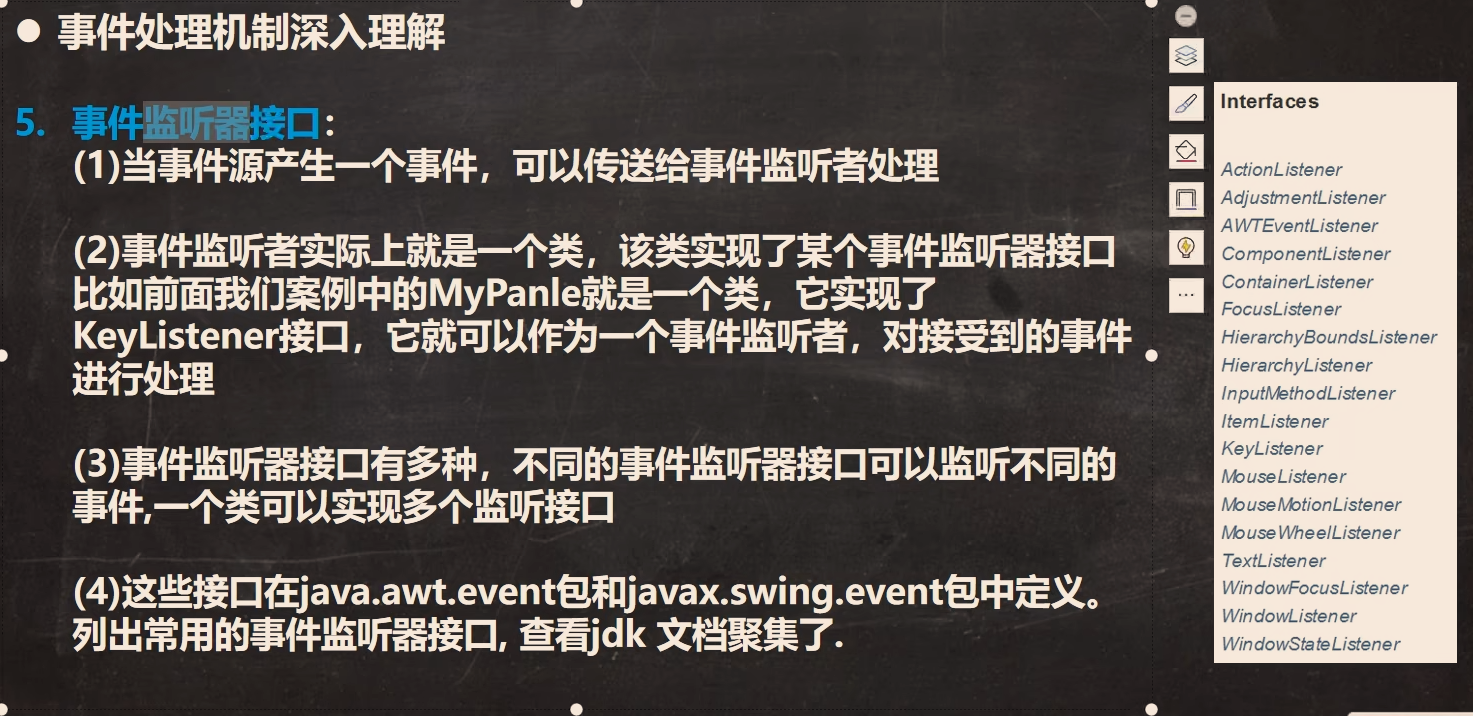 ● 事件处理机制深入理解
5. 事件监听器接口：
(1)当事件源产生一个事件，可以传送给事件监听者处理
(2)事件监听者实际上就是一个类，该类实现了某个事件监听器接口
比如前面我们案例中的MyPanle就是一个类，它实现了
KeyListener接口，它就可以作为一个事件监听者，对接受到的事件
进行处理
(3)事件监听器接口有多种，不同的事件监听器接口可以监听不同的
事件,一个类可以实现多个监听接口
(4)这些接口在java.awt.event包和javax.swing.event包中定义。
列出常用的事件监听器接口, 查看jdk 文档聚集了.
Interfaces
ActionListener
AdjustmentListener
AWTEventListener
ComponentListener
ContainerListener
FocusListener
HierarchyBoundsListener
HierarchyListener
InputMethodListener
ItemListener
KeyListener
MouseListener
MouseMotionListener
MouseWheelListener
TextListener
WindowFocusListener
WindowListener
WindowStateListener